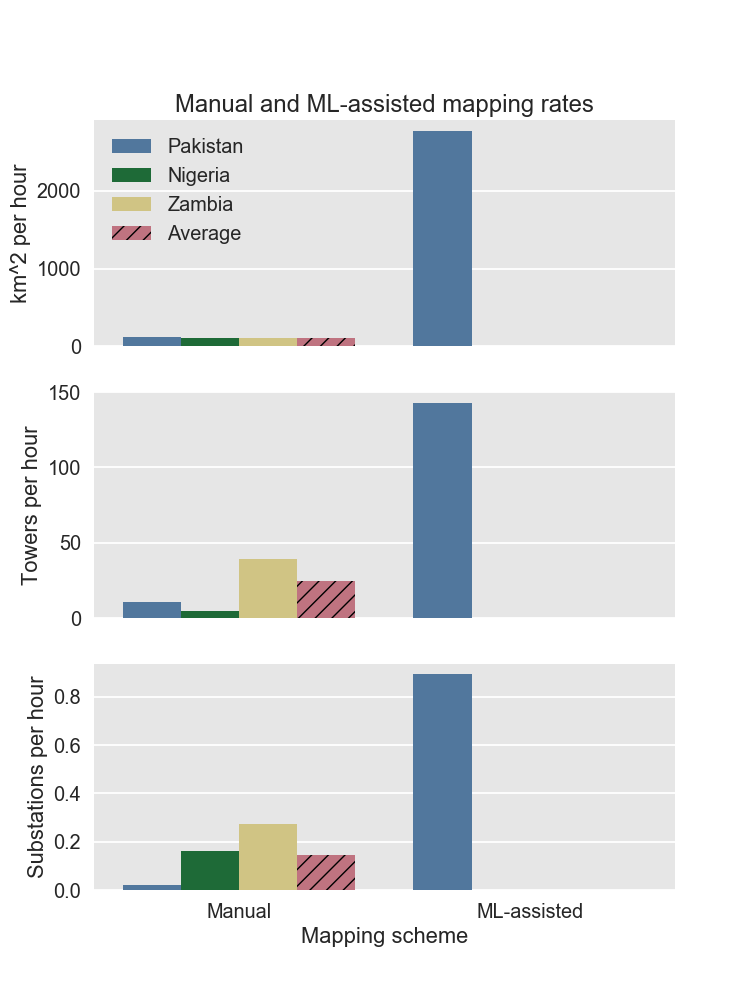 Manual and ML-assisted mapping rates
km^2 per hour
2000
1000
0
Pakistan
Nigeria
Zambia
Average
Towers per hour
150
100
50
0
Substations per hour
0.8
0.6
0.4
0.2
0.0
Manual
ML-assisted
Mapping scheme